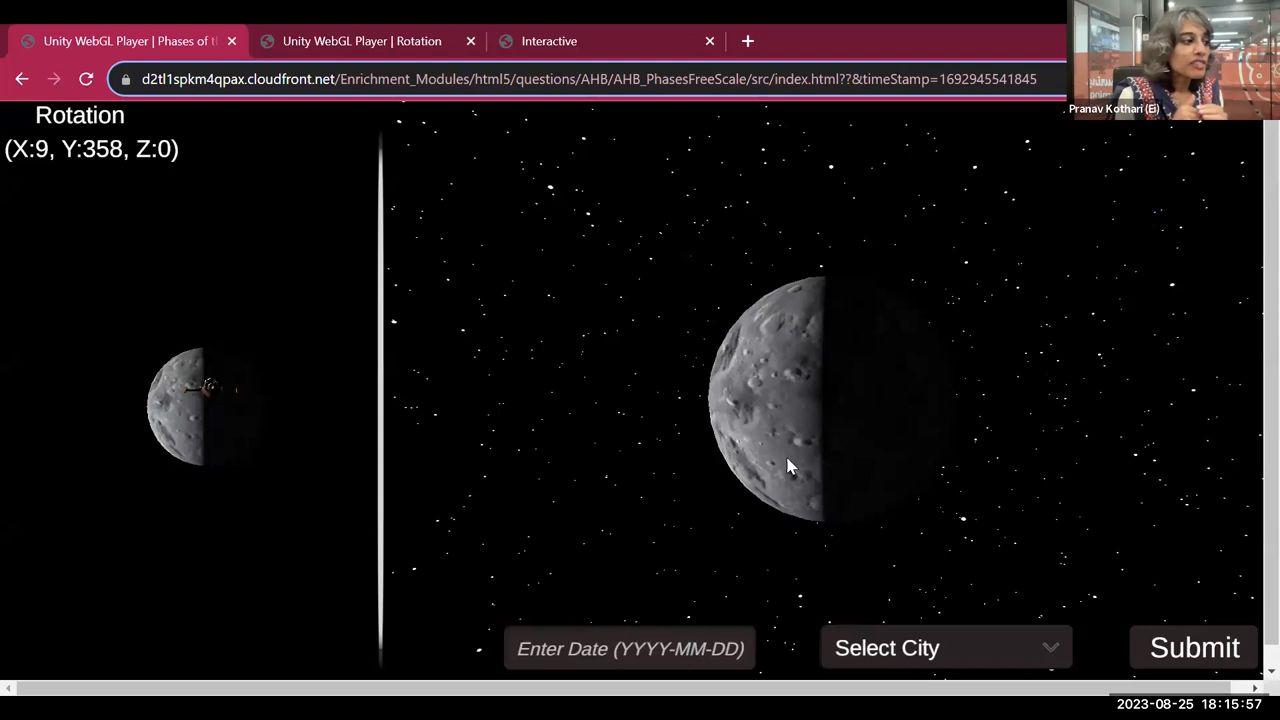 Unity WebGL Player | Phases of t
Unity WebGL Player | Rotation
Interactive
d2tl1spkm4qpax.cloudfront.net/Enrichment_Modules/html5/questions/AHB/AHB_PhasesFreeScale/src/index.html??&timeStamp=1692945541845
Pranav Kothari (Ei)
Rotation
(X:9, Y:358, Z:0)
Enter Date (YYYY-MM-DD)
Select City
Submit
2023-08-25 18:15:57